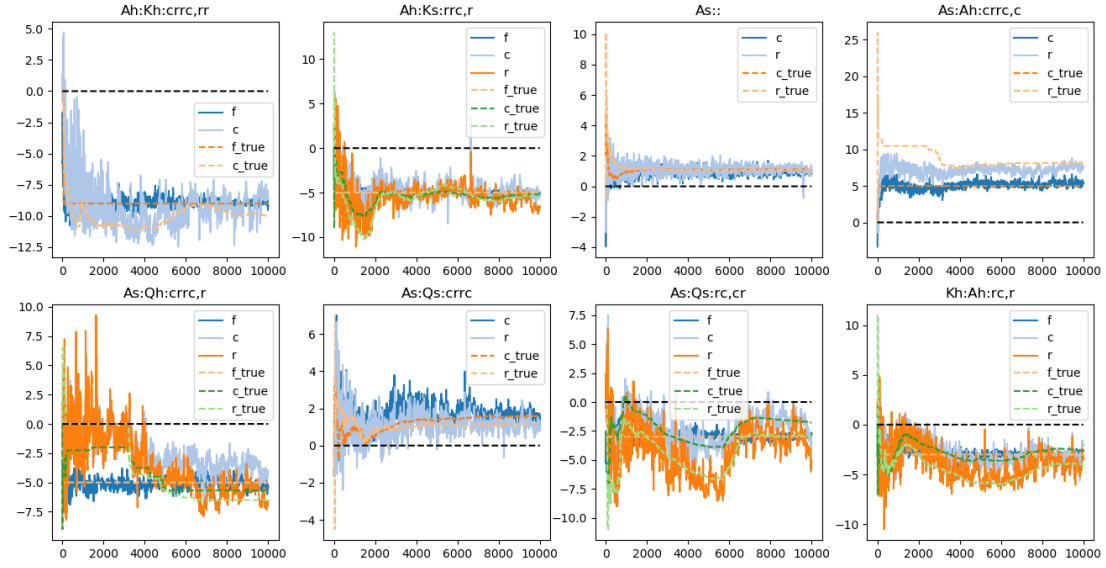 Ah:Kh:crrc,rr
5.0
2.5
0.0
−2.5
−5.0
−7.5
−10.0
−12.5
f
c
f_true
c_true
0 2000 4000 6000 8000 10000
Ah:Ks:rrc,r
10
5
0
−5
−10
f
c
r
f_true
c_true
r_true
0 2000 4000 6000 8000 10000
As::
10
8
6
4
2
0
−2
−4
c
r
c_true
r_true
0 2000 4000 6000 8000 10000
As:Ah:crrc,c
25
20
15
10
5
0
c
r
c_true
r_true
0 2000 4000 6000 8000 10000
As:Qh:crrc,r
10.0
7.5
5.0
2.5
0.0
−2.5
−5.0
−7.5
f
c
r
f_true
c_true
r_true
0 2000 4000 6000 8000 10000
As:Qs:crrc
6
4
2
0
−2
−4
c
r
c_true
r_true
0 2000 4000 6000 8000 10000
As:Qs:rc,cr
7.5
5.0
2.5
0.0
−2.5
−5.0
−7.5
−10.0
f
c
r
f_true
c_true
r_true
0 2000 4000 6000 8000 10000
Kh:Ah:rc,r
10
5
0
−5
−10
f
c
r
f_true
c_true
r_true
0 2000 4000 6000 8000 10000